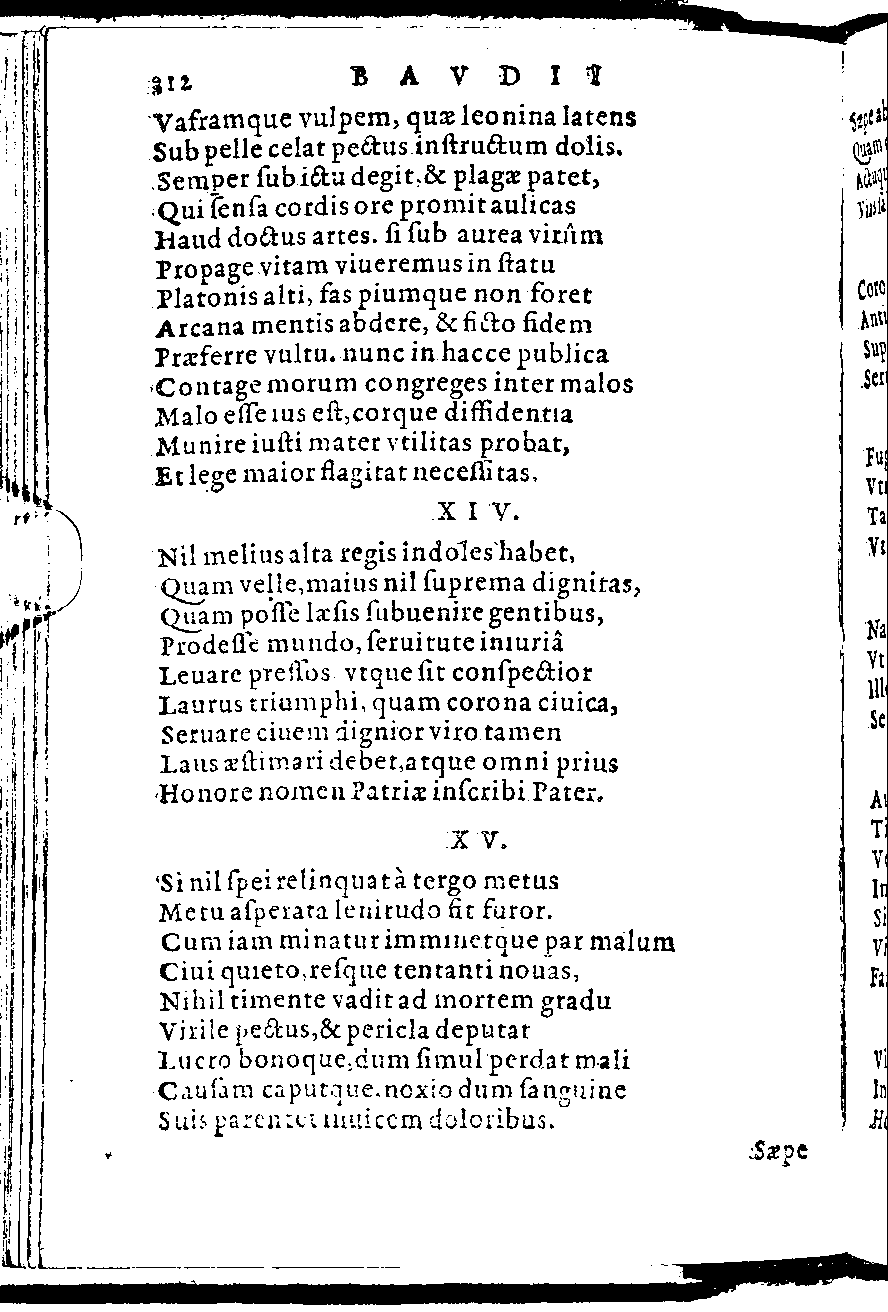 312 BAVDII
Vaframque vulpem, quæ leonina latens
Sub pelle celat pectus inſtructum dolis.
Semper ſub ictu degit, & plagæ patet,
Qui ſenſa cordis ore promit aulicas
Haud doctus artes. ſi ſub aurea virûm
Propage vitam viueremus in ſtatu
Platonis alti, fas piumque non foret
Arcana mentis abdere, & ficto fidem
Præferre vultu. nunc in hacce publica
Contage morum congreges inter malos
Malo eſſe ius eſt, corque diffidentia
Munire iuſti mater vtilitas probat,
Et lege maior flagitat neceſſitas.
XIV.
Nil melius alta regis indoles habet,
Quam velle, maius nil ſuprema dignitas,
Quam poſſe læſis ſubuenire gentibus,
Prodeſſe mundo, ſeruitute iniuriâ
Leuare preſſos vtque ſit conſpectior
Laurus triumphi, quam corona ciuica,
Seruare ciuem dignior viro tamen
Laus æſtimari debet, atque omni prius
Honore nomen Patriæ inſcribi Pater.
XV.
Si nil ſpei relinquat à tergo metus
Metu aſperata lenitudo fit furor.
Cum iam minatur imminetque par malum
Ciui quieto, reſque tentanti nouas,
Nihil timente vadit ad mortem gradu
Virile pectus, & pericla deputat
Lucro bonoque, dum ſimul perdat mali
Cauſam caputque. noxio dum ſanguine
Suis parentet inuicem doloribus.
Sæpe
Sæpe ab
Quam
Vt
Coro
Anti
Sup
Fug
Ta
Na
Vt
Se
In
Si
Vi
Fa
Vi
In